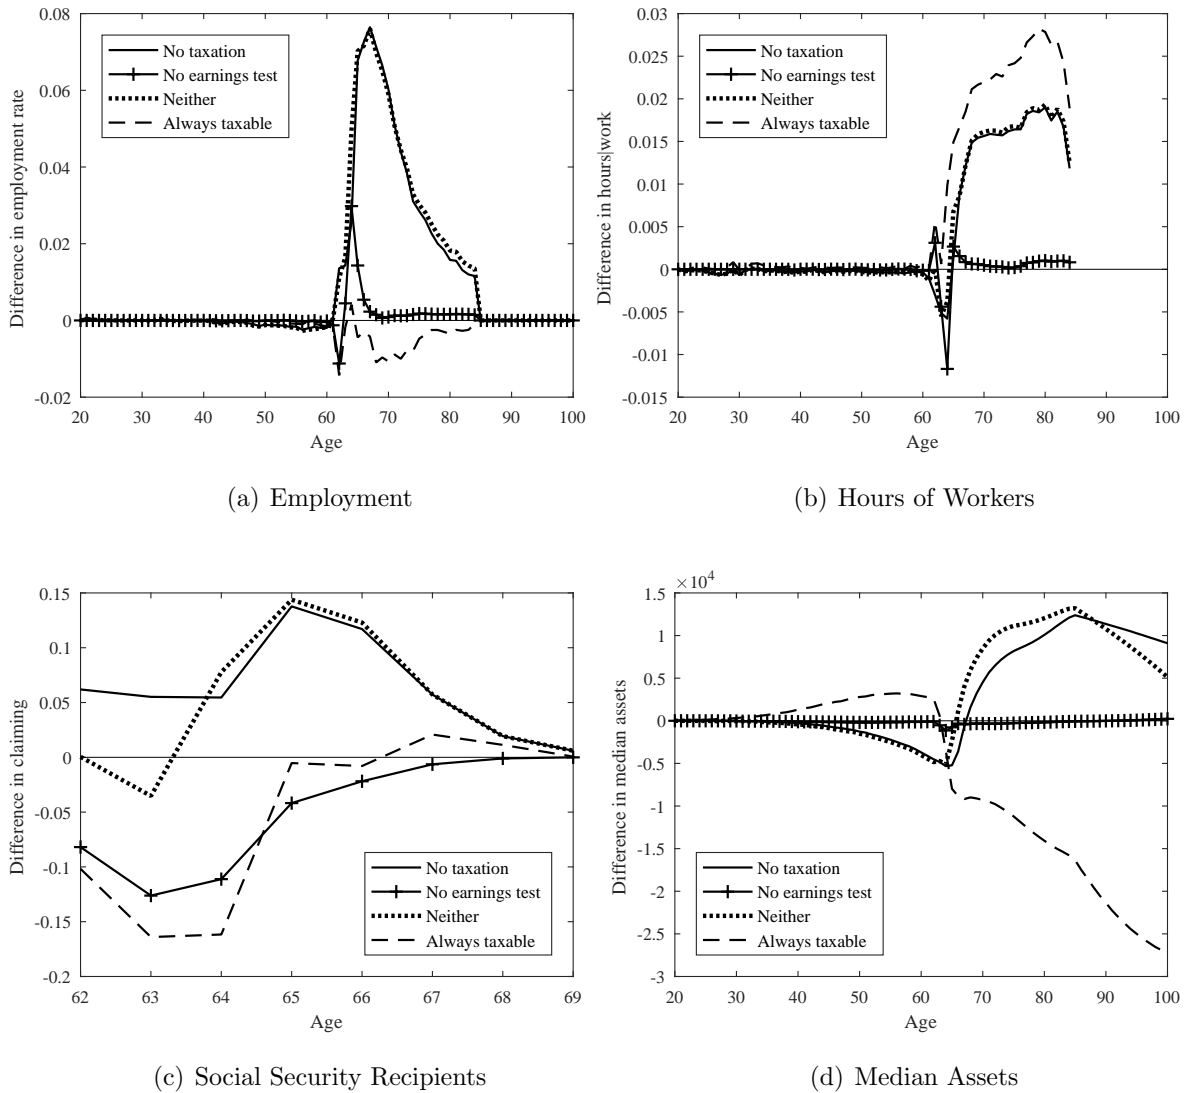 0.08
0.06
0.04
0.02
0
-0.02
Difference in employment rate
No taxation
No earnings test
Neither
Always taxable
20 30 40 50 60 70 80 90 100
Age
(a) Employment
0.03
0.025
0.02
0.015
0.01
0.005
0
-0.005
-0.01
-0.015
Difference in hours|work
No taxation
No earnings test
Neither
Always taxable
20 30 40 50 60 70 80 90 100
Age
(b) Hours of Workers
0.15
0.1
0.05
0
-0.05
-0.1
-0.15
-0.2
Difference in claiming
No taxation
No earnings test
Neither
Always taxable
62 63 64 65 66 67 68 69
Age
(c) Social Security Recipients
×10⁴
1.5
1
0.5
0
-0.5
-1
-1.5
-2
-2.5
-3
Difference in median assets
No taxation
No earnings test
Neither
Always taxable
20 30 40 50 60 70 80 90 100
Age
(d) Median Assets